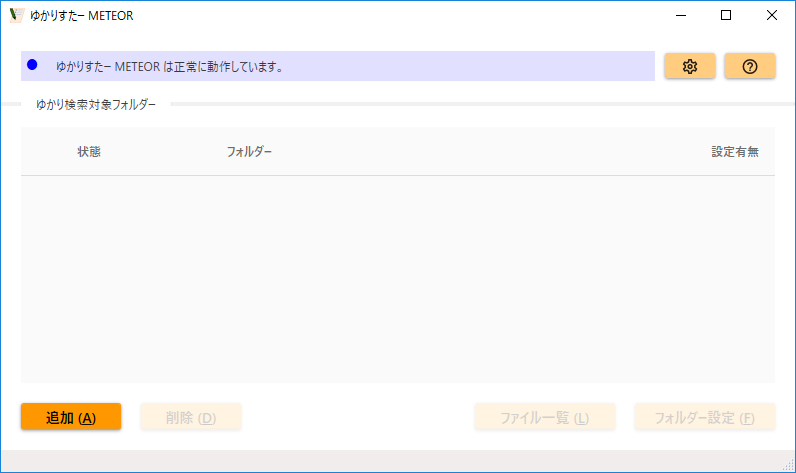 ゆかりすたー METEOR
ゆかりすたー METEOR は正常に動作しています。
ゆかり検索対象フォルダー
状態 フォルダー 設定有無
追加 (A) 削除 (D) ファイル一覧 (L) フォルダー設定 (F)